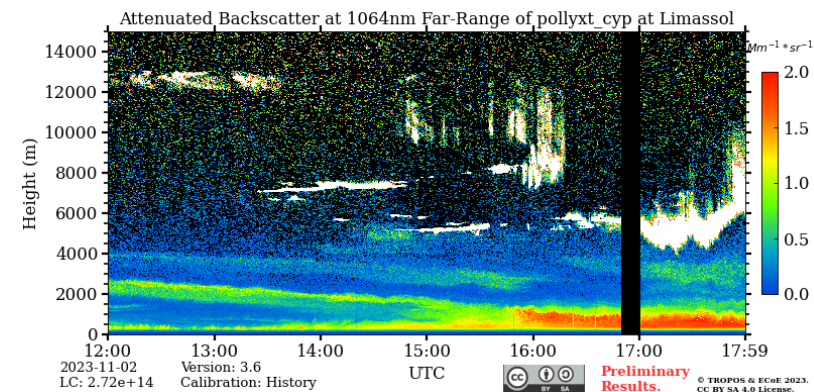 Attenuated Backscatter at 1064nm Far-Range of pollyxt_cyp at Limassol
Mm⁻¹*sr⁻¹
14000
12000
10000
8000
6000
4000
2000
0
Height (m)
2.0
1.5
1.0
0.5
0.0
12:00 13:00 14:00 15:00 16:00 17:00 17:59
UTC
2023-11-02 Version: 3.6
LC: 2.72e+14 Calibration: History
cc BY SA
Preliminary
Results.
© TROPOS & ECoE 2023.
CC BY SA 4.0 License.